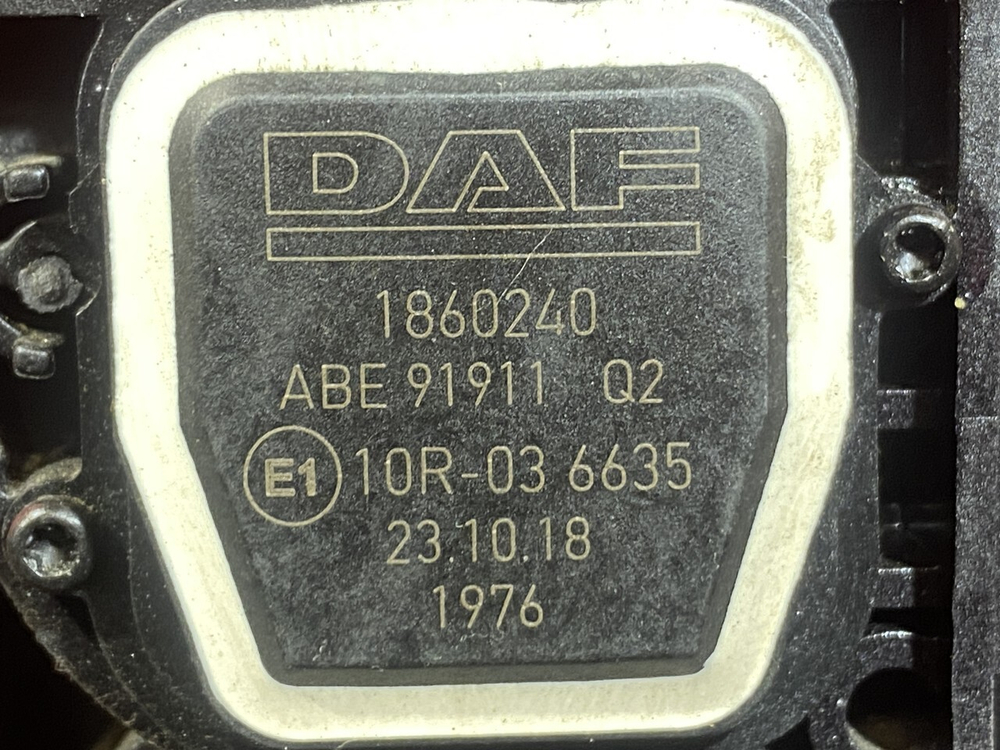 DAF
1860240
ABE 91911 Q2
E1 10R-03 6635
23.10.18
1976